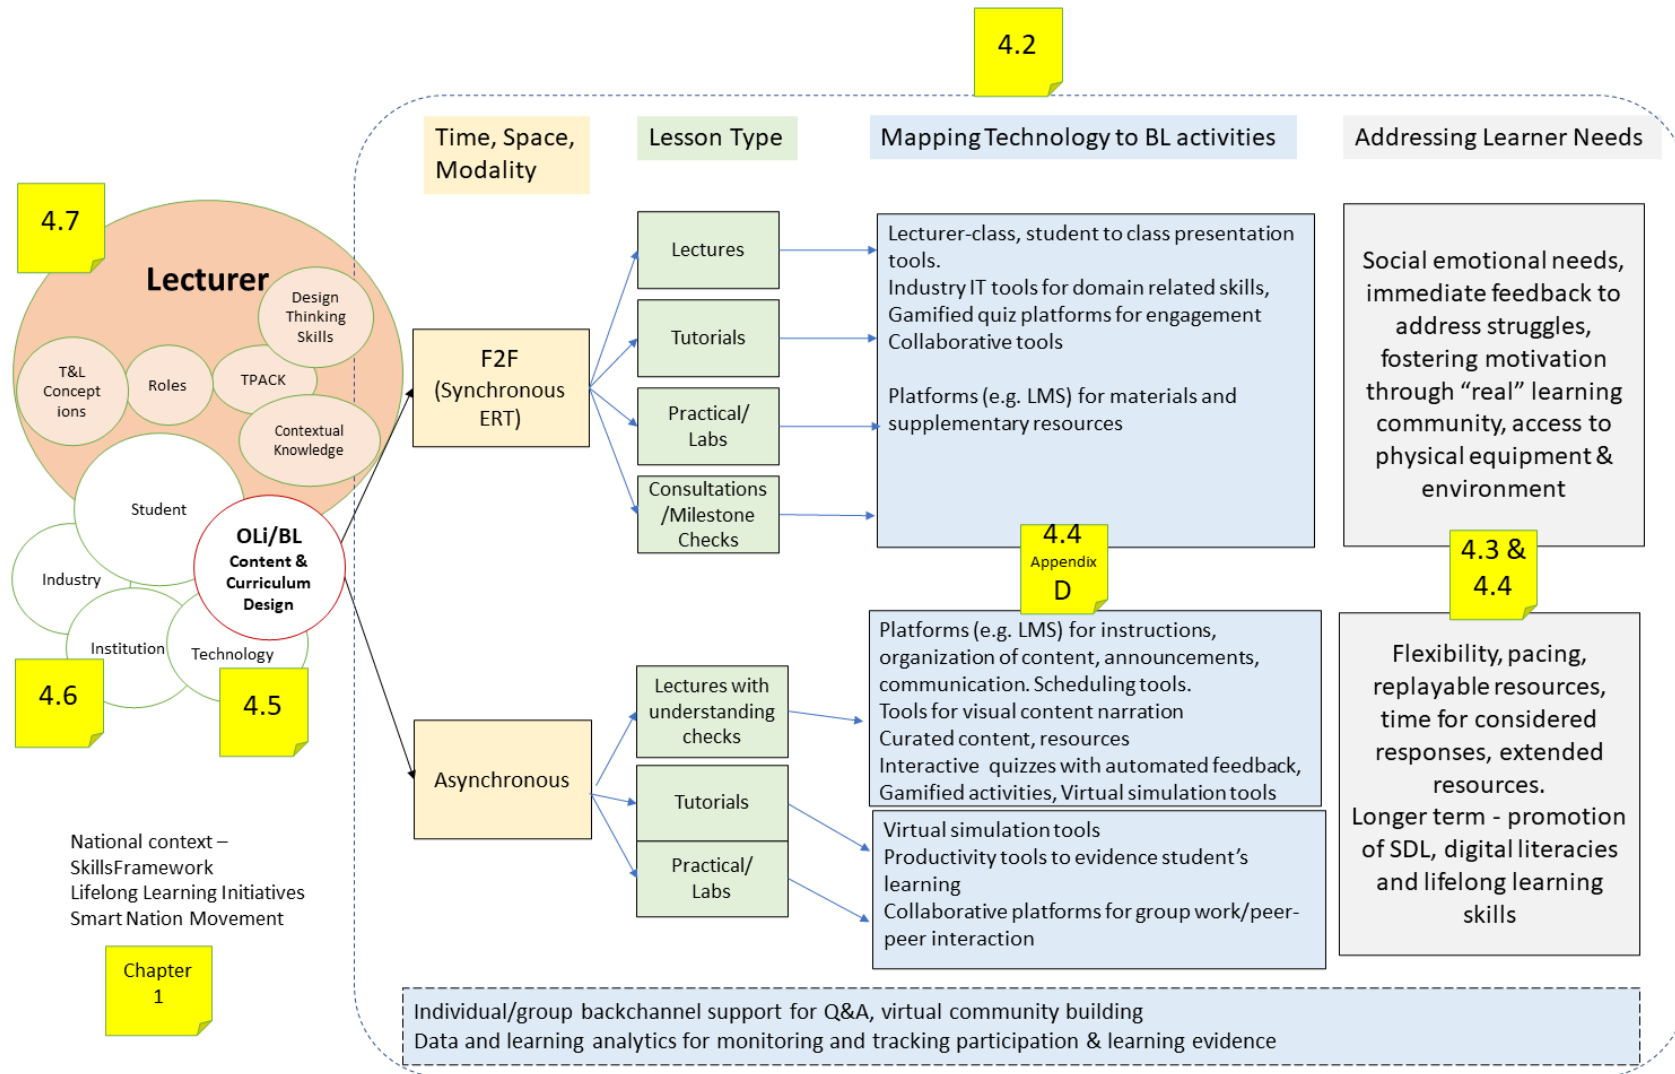 4.2
Time, Space,
Modality
Lesson Type
Mapping Technology to BL activities
Addressing Learner Needs
4.7
Lecturer
Design
Thinking
Skills
T&L
Concept
ions
Roles
TPACK
Contextual
Knowledge
Student
OLi/BL
Content &
Curriculum
Design
Industry
Institution
Technology
4.6
4.5
National context –
SkillsFramework
Lifelong Learning Initiatives
Smart Nation Movement
Chapter
1
F2F
(Synchronous
ERT)
Lectures
Tutorials
Practical/
Labs
Consultations
/Milestone
Checks
Lecturer-class, student to class presentation
tools.
Industry IT tools for domain related skills,
Gamified quiz platforms for engagement
Collaborative tools
Platforms (e.g. LMS) for materials and
supplementary resources
Social emotional needs,
immediate feedback to
address struggles,
fostering motivation
through “real” learning
community, access to
physical equipment &
environment
4.4
Appendix
D
4.3 &
4.4
Asynchronous
Lectures with
understanding
checks
Tutorials
Practical/
Labs
Platforms (e.g. LMS) for instructions,
organization of content, announcements,
communication. Scheduling tools.
Tools for visual content narration
Curated content, resources
Interactive quizzes with automated feedback,
Gamified activities, Virtual simulation tools
Virtual simulation tools
Productivity tools to evidence student’s
learning
Collaborative platforms for group work/peer-
peer interaction
Flexibility, pacing,
replayable resources,
time for considered
responses, extended
resources.
Longer term - promotion
of SDL, digital literacies
and lifelong learning
skills
Individual/group backchannel support for Q&A, virtual community building
Data and learning analytics for monitoring and tracking participation & learning evidence